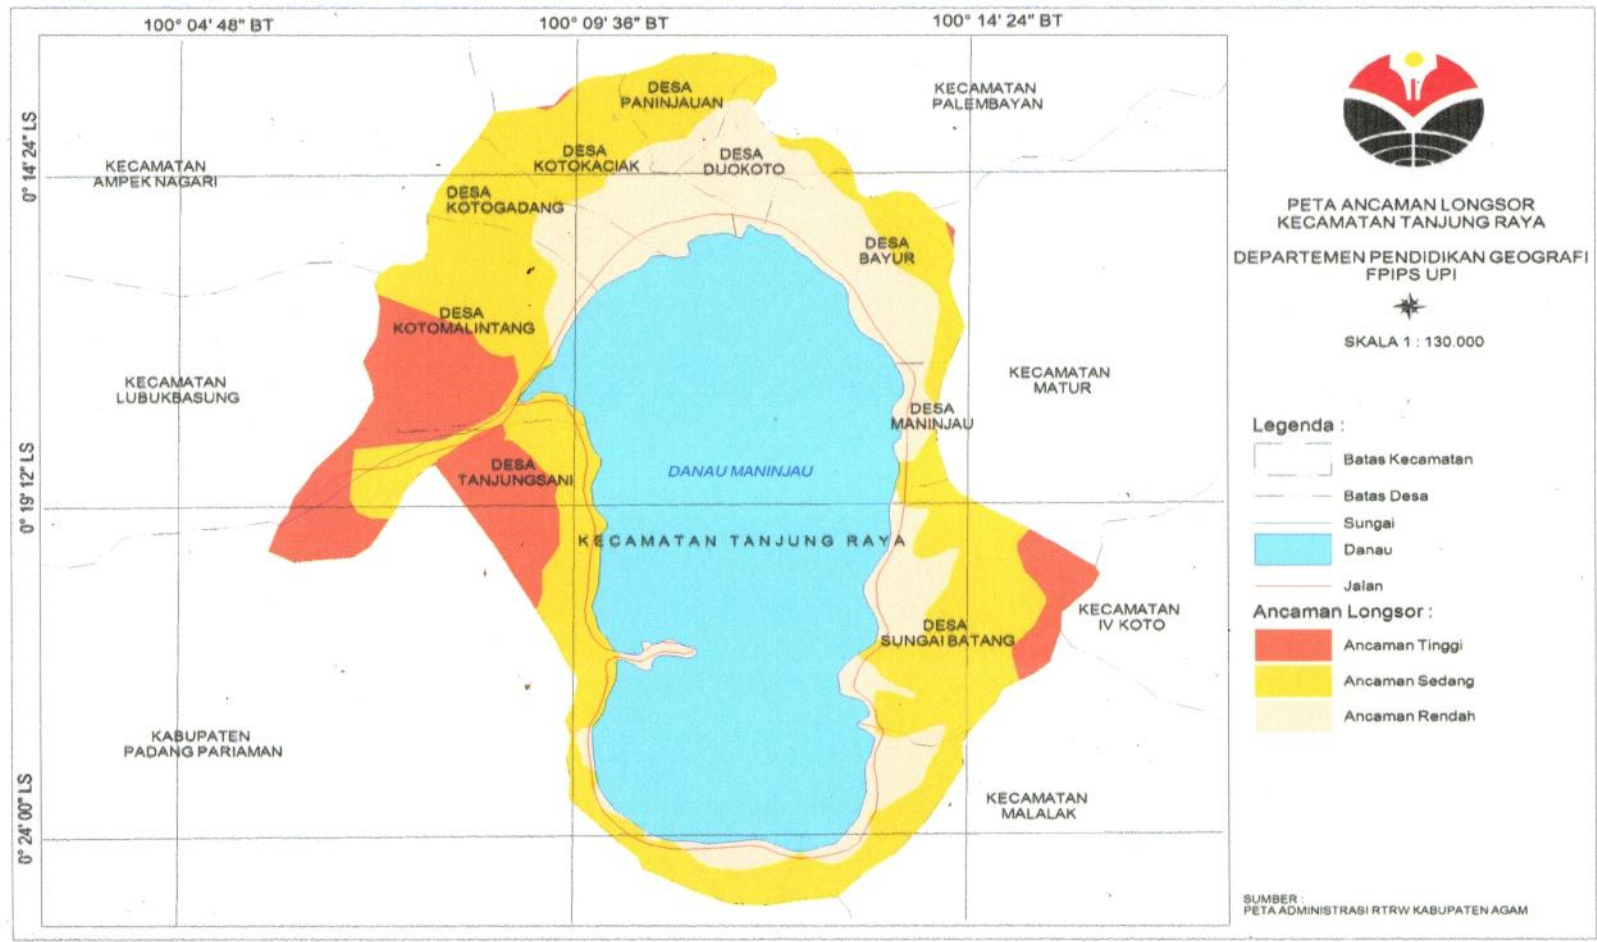 100° 04' 48" BT
100° 09' 36" BT
100° 14' 24" BT
0° 14' 24" LS
0° 19' 12" LS
0° 24' 00" LS
DESA
PANINJAUAN
KECAMATAN
PALEMBAYAN
KECAMATAN
AMPEK NAGARI
DESA
KOTOKACIAK
DESA
DUOKOTO
DESA
KOTOGADANG
DESA
BAYUR
DESA
KOTOMALINTANG
KECAMATAN
LUBUKBASUNG
KECAMATAN
MATUR
DESA
MANINJAU
DESA
TANJUNGSANI
DANAU MANINJAU
KECAMATAN TANJUNG RAYA
DESA
SUNGAI BATANG
KECAMATAN
IV KOTO
KABUPATEN
PADANG PARIAMAN
KECAMATAN
MALALAK
PETA ANCAMAN LONGSOR
KECAMATAN TANJUNG RAYA
DEPARTEMEN PENDIDIKAN GEOGRAFI
FPIPS UPI
SKALA 1 : 130.000
Legenda :
Batas Kecamatan
Batas Desa
Sungai
Danau
Jalan
Ancaman Longsor :
Ancaman Tinggi
Ancaman Sedang
Ancaman Rendah
SUMBER :
PETA ADMINISTRASI RTRW KABUPATEN AGAM